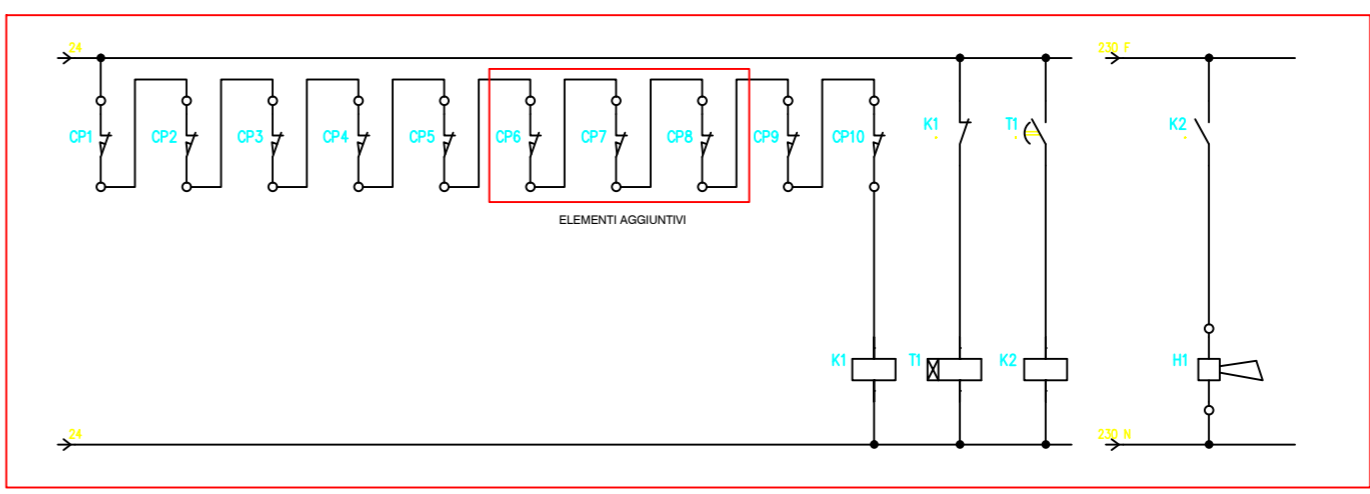 24
230 F
CP1
CP2
CP3
CP4
CP5
CP6
CP7
CP8
CP9
CP10
K1
T1
K2
ELEMENTI AGGIUNTIVI
K1
T1
K2
H1
24
230 N